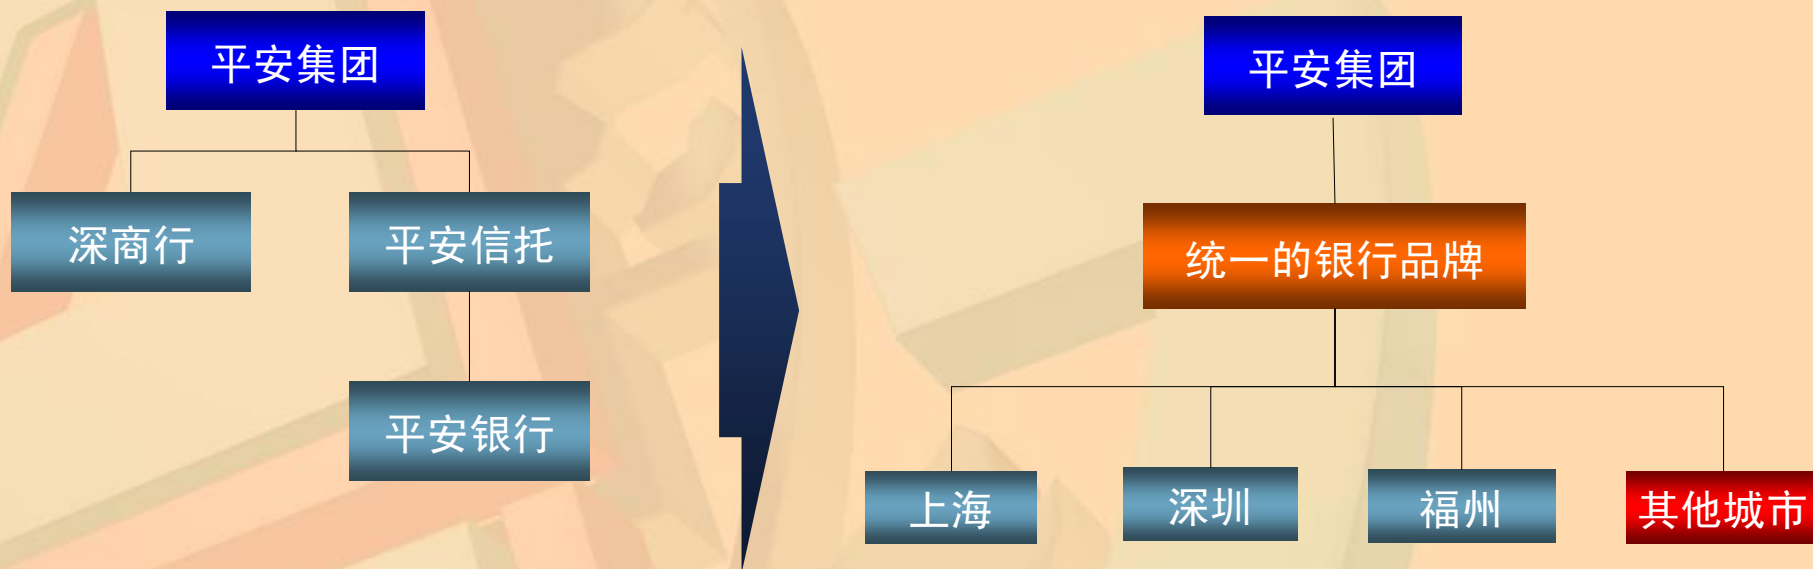 平安集团
深商行
平安信托
平安银行
平安集团
统一的银行品牌
上海
深圳
福州
其他城市